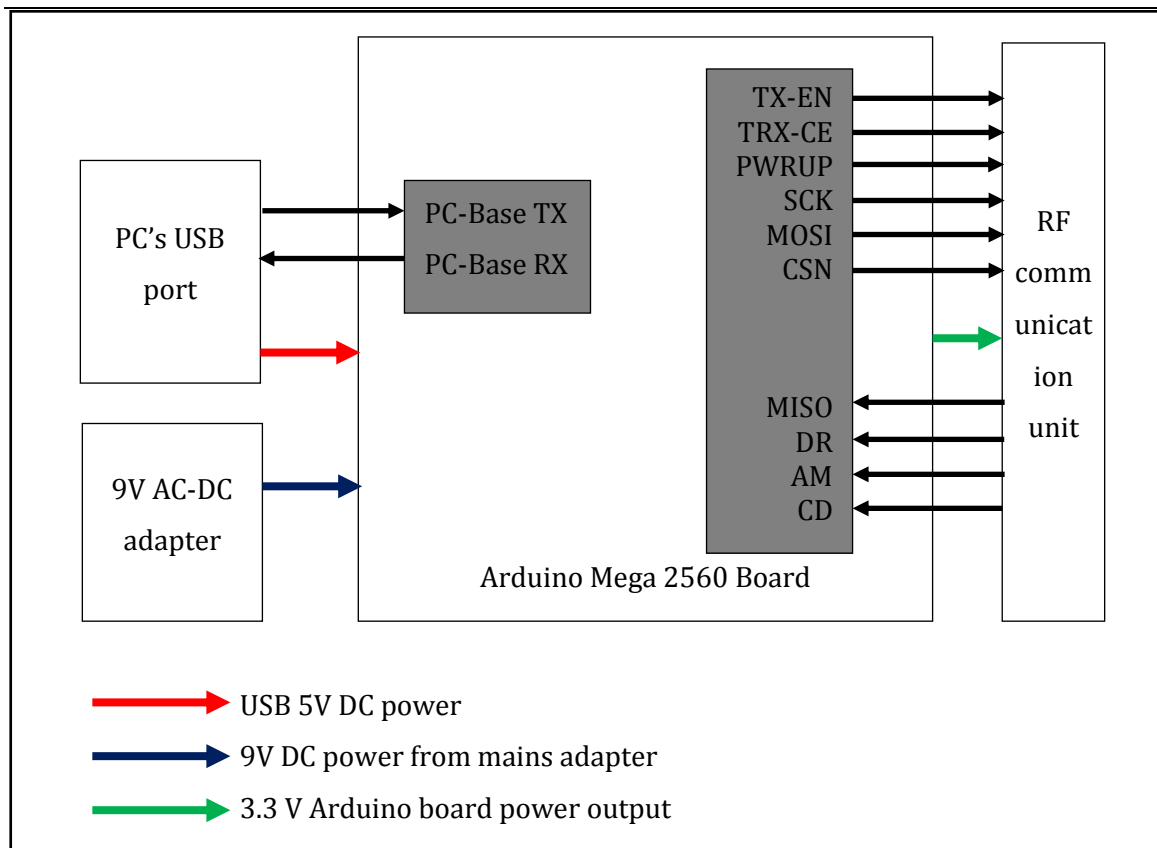 PC's USB
port
9V AC-DC
adapter
PC-Base TX
PC-Base RX
TX-EN
TRX-CE
PWRUP
SCK
MOSI
CSN
MISO
DR
AM
CD
Arduino Mega 2560 Board
RF
comm
unicat
ion
unit
USB 5V DC power
9V DC power from mains adapter
3.3 V Arduino board power output